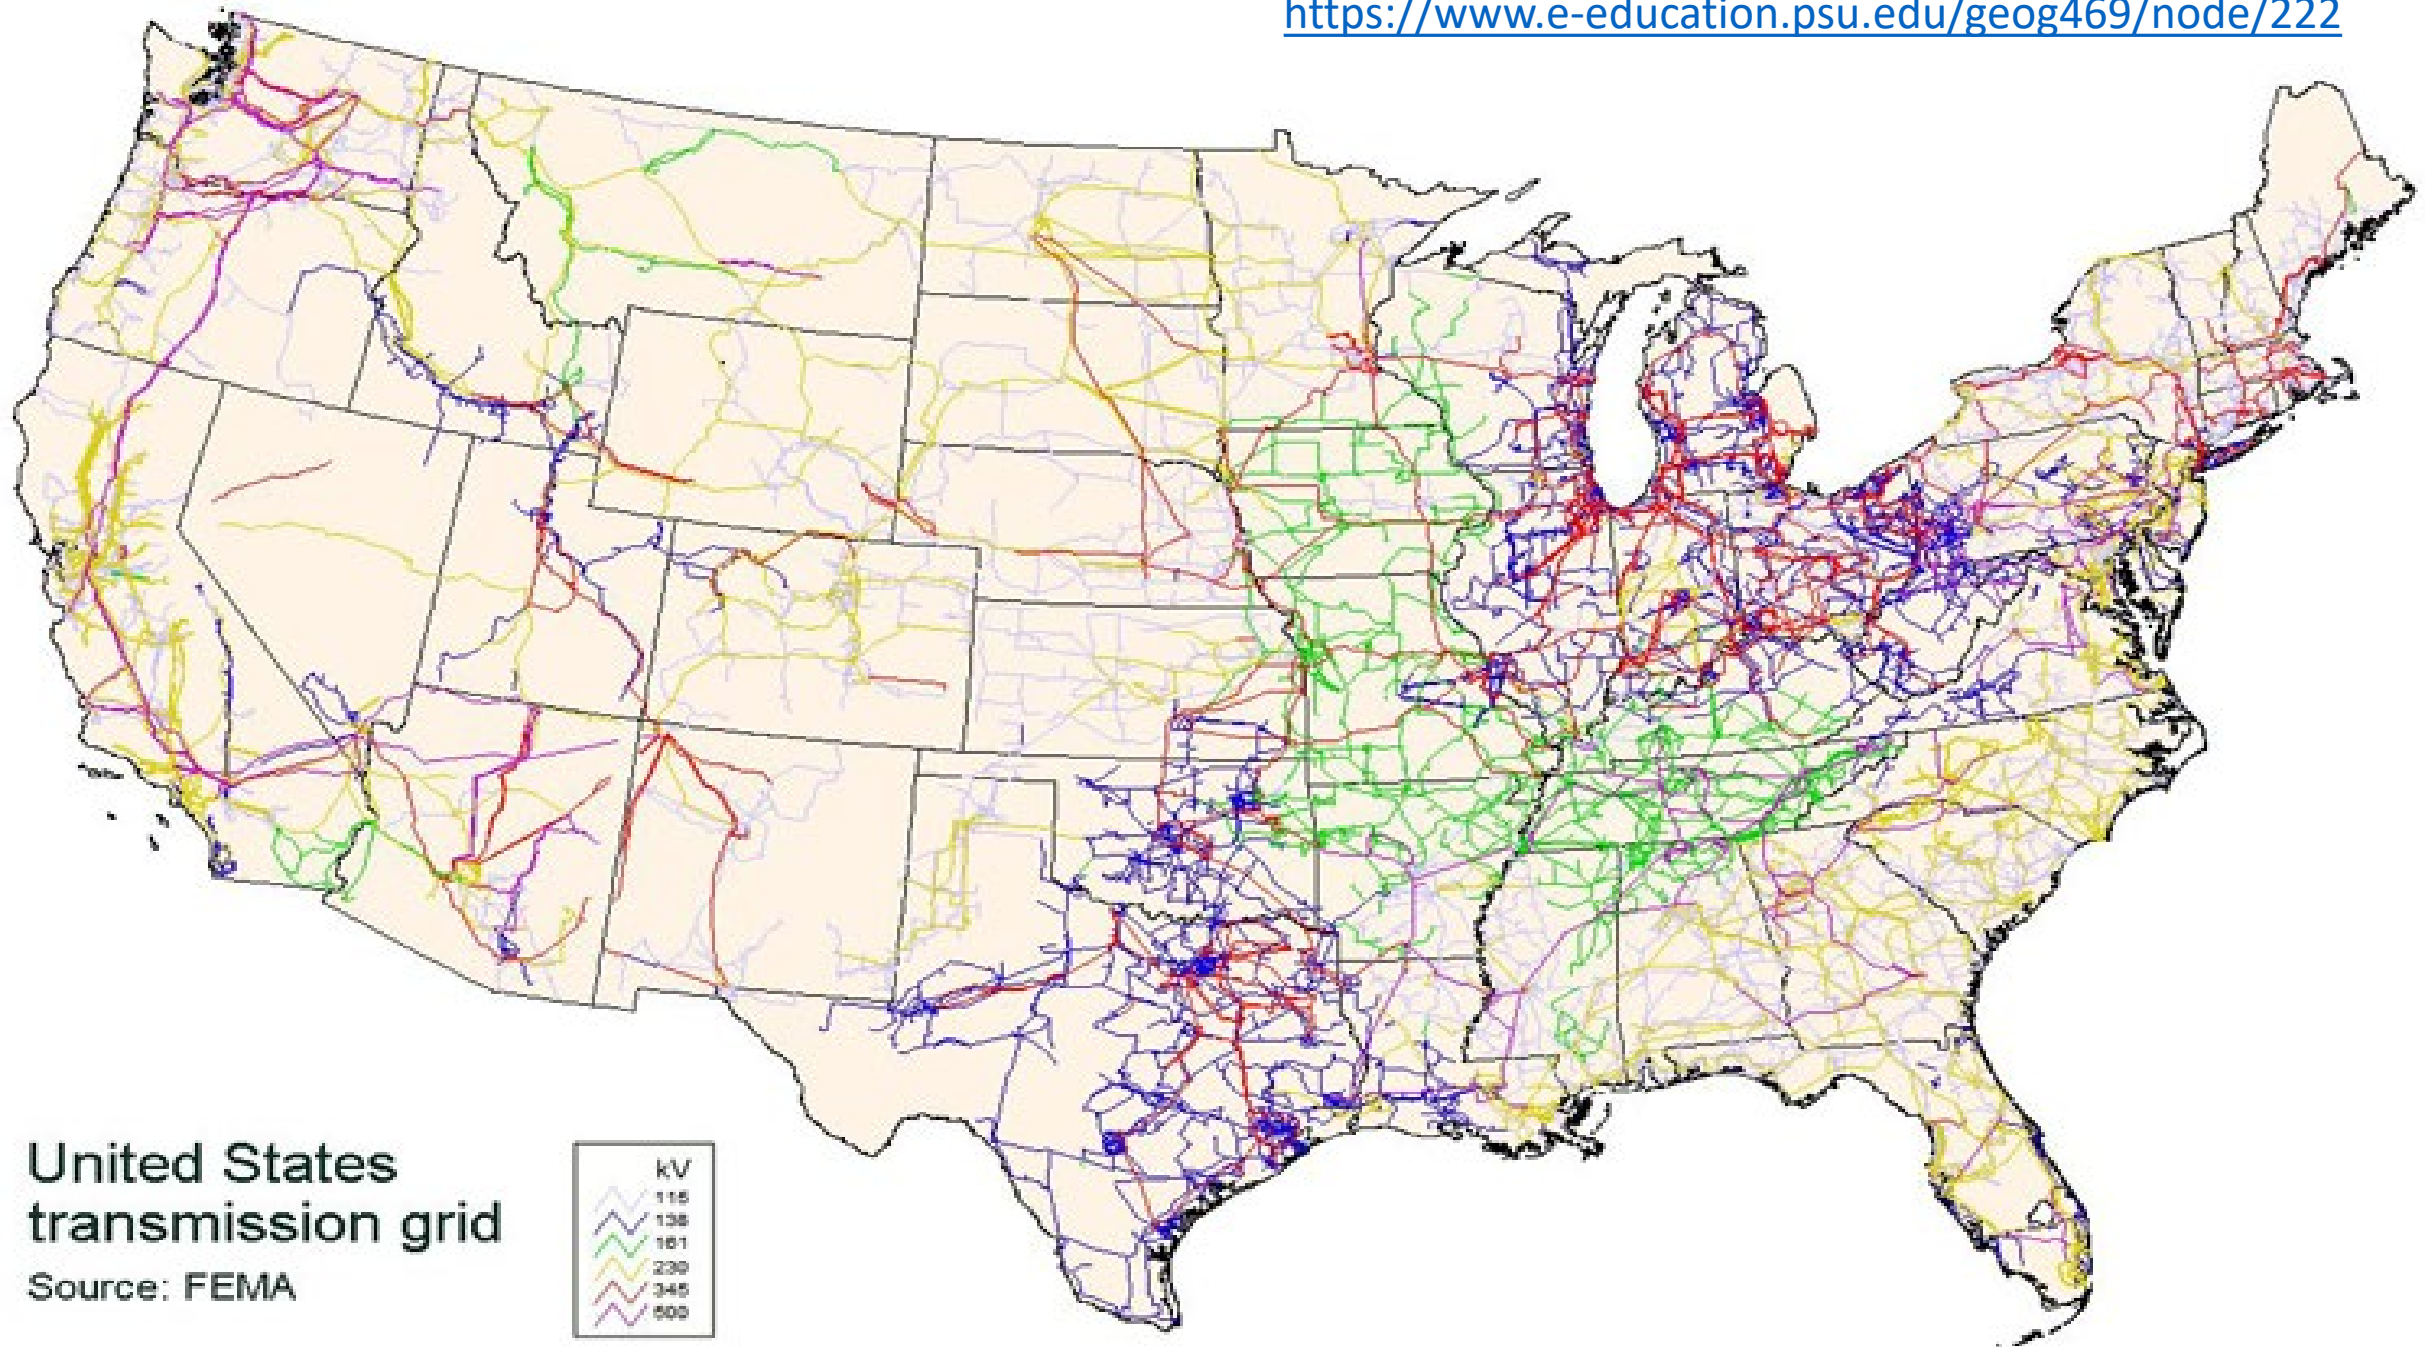 https://www.e-education.psu.edu/geog469/node/222
United States
transmission grid
Source: FEMA
kV
115
138
161
230
345
500